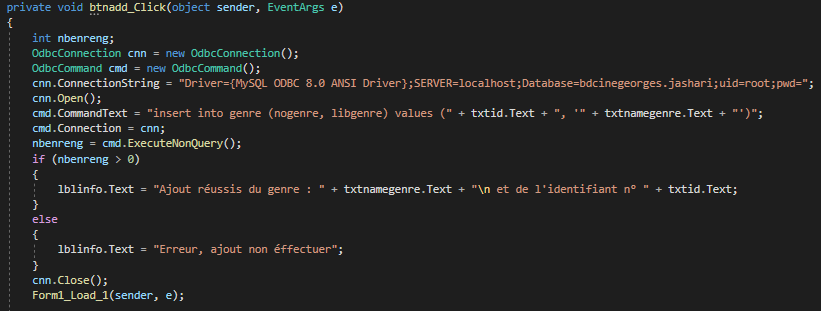 private void btnadd_Click(object sender, EventArgs e)
{
int nbenreng;
OdbcConnection cnn = new OdbcConnection();
OdbcCommand cmd = new OdbcCommand();
cnn.ConnectionString = "Driver={MySQL ODBC 8.0 ANSI Driver};SERVER=localhost;Database=bdcinegeorges.jashari;uid=root;pwd=";
cnn.Open();
cmd.CommandText = "insert into genre (nogenre, libgenre) values (" + txtid.Text + ", '" + txtnamegenre.Text + "')";
cmd.Connection = cnn;
nbenreng = cmd.ExecuteNonQuery();
if (nbenreng > 0)
{
lblinfo.Text = "Ajout réussis du genre : " + txtnamegenre.Text + "\n et de l'identifiant n° " + txtid.Text;
}
else
{
lblinfo.Text = "Erreur, ajout non éffectuer";
}
cnn.Close();
Form1_Load_1(sender, e);